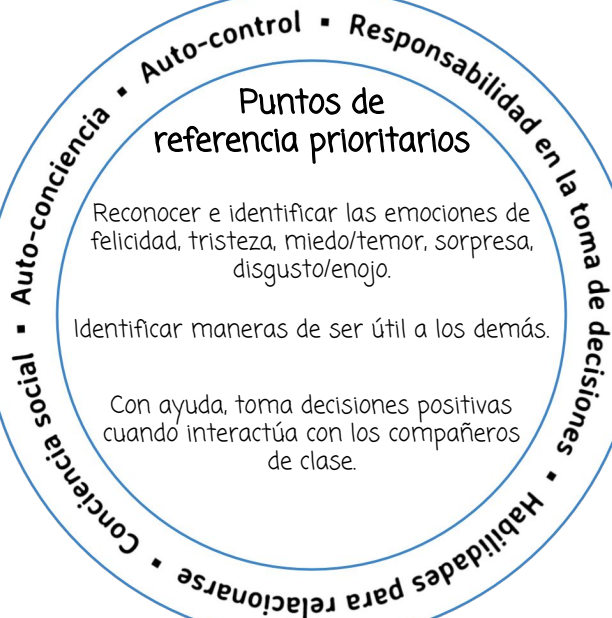 Auto-conciencia ▪ Auto-control ▪ Responsabilidad en la toma de decisiones ▪ Habilidades para relacionarse ▪ Conciencia social ▪
Puntos de
referencia prioritarios
Reconocer e identificar las emociones de
felicidad, tristeza, miedo/temor, sorpresa,
disgusto/enojo.
Identificar maneras de ser útil a los demás.
Con ayuda, toma decisiones positivas
cuando interactúa con los compañeros
de clase.